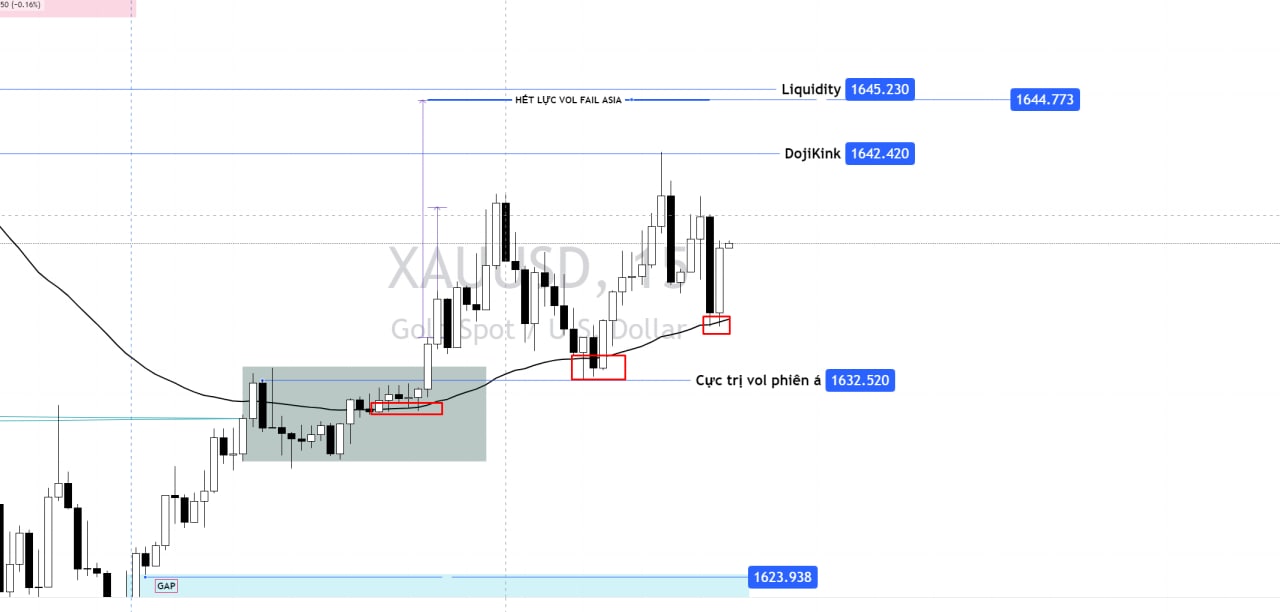 50 (-0.16%)
Liquidity 1645.230
HẾT LỰC VOL FAIL ASIA
1644.773
DojiKink 1642.420
XAUUSD, 15
Gold Spot / U.S. Dollar
Cực trị vol phiên á 1632.520
GAP
1623.938